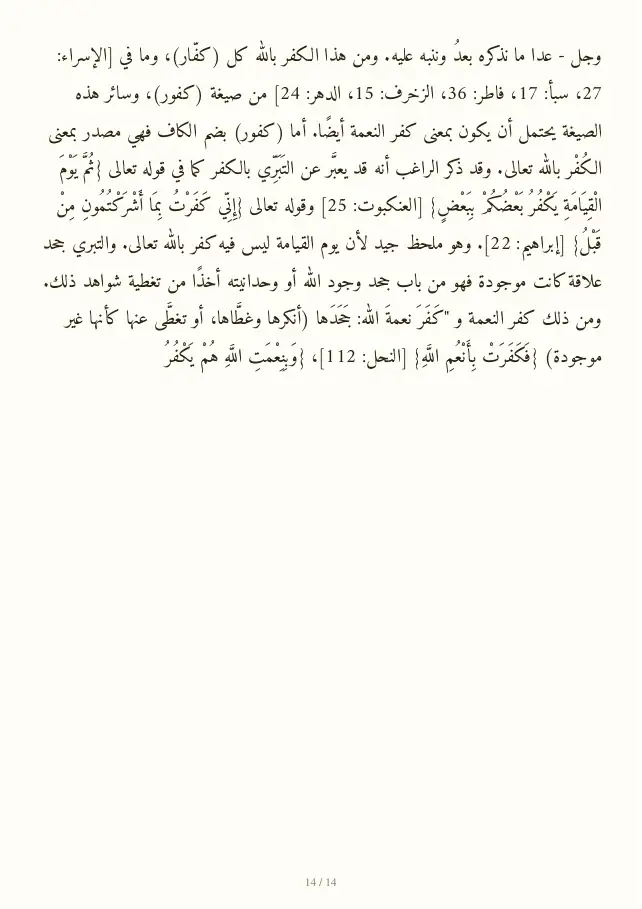 وجل - عدا ما نذكره بعدُ وننبه عليه. ومن هذا الكفر بالله كل (كفّار)، وما في [الإسراء:
27، سبأ: 17، فاطر: 36، الزخرف: 15، الدهر: 24] من صيغة (كفور)، وسائر هذه
الصيغة يحتمل أن يكون بمعنى كفر النعمة أيضًا. أما (كفور) بضم الكاف فهي مصدر بمعنى
الكُفْر بالله تعالى. وقد ذكر الراغب أنه قد يعبَّر عن التَبَرِّي بالكفر كما في قوله تعالى {ثُمَّ يَوْمَ
الْقِيَامَةِ يَكْفُرُ بَعْضُكُمْ بِبَعْضٍ} [العنكبوت: 25] وقوله تعالى {إِنِّي كَفَرْتُ بِمَا أَشْرَكْتُمُونِ مِنْ
قَبْلُ} [إبراهيم: 22]. وهو ملحظ جيد لأن يوم القيامة ليس فيه كفر بالله تعالى. والتبري جحد
علاقة كانت موجودة فهو من باب جحد وجود الله أو وحدانيته أخذًا من تغطية شواهد ذلك.
ومن ذلك كفر النعمة و "كَفَرَ نعمةَ الله: جَحَدَها (أنكرها وغطَّاها، أو تغطَّى عنها كأنها غير
موجودة) {فَكَفَرَتْ بِأَنْعُمِ اللَّهِ} [النحل: 112]، {وَبِنِعْمَتِ اللَّهِ هُمْ يَكْفُرُ
14 / 14